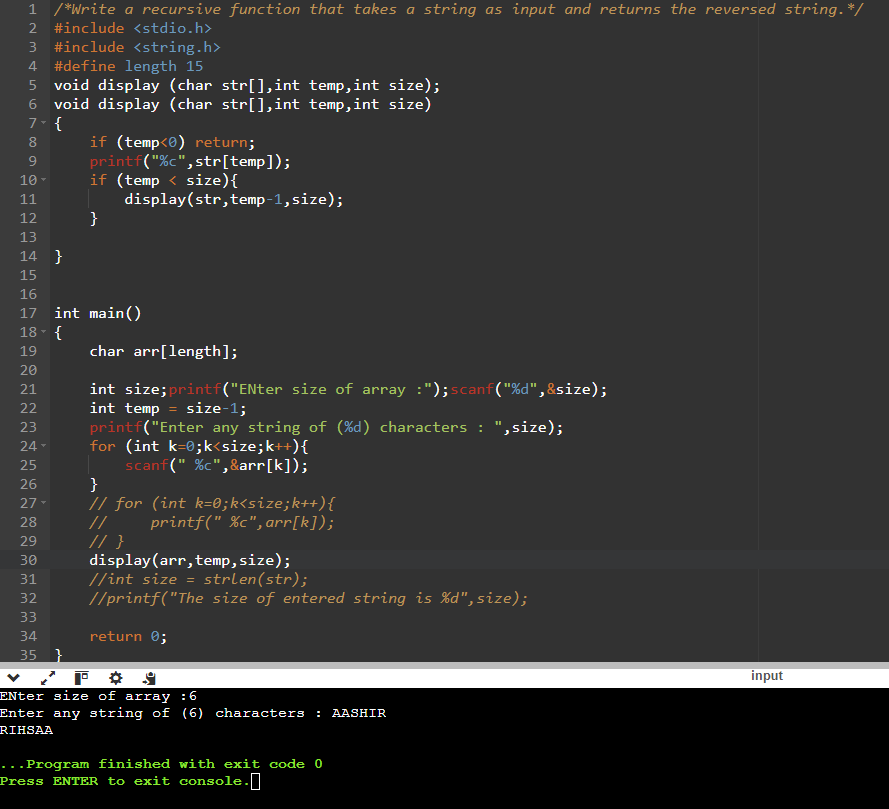 1 /*Write a recursive function that takes a string as input and returns the reversed string.*/
2 #include <stdio.h>
3 #include <string.h>
4 #define length 15
5 void display (char str[],int temp,int size);
6 void display (char str[],int temp,int size)
7 {
8     if (temp<0) return;
9     printf("%c",str[temp]);
10     if (temp < size){
11         display(str,temp-1,size);
12     }
13
14 }
15
16
17 int main()
18 {
19     char arr[length];
20
21     int size;printf("ENter size of array :");scanf("%d",&size);
22     int temp = size-1;
23     printf("Enter any string of (%d) characters : ",size);
24     for (int k=0;k<size;k++){
25         scanf(" %c",&arr[k]);
26     }
27     // for (int k=0;k<size;k++){
28     //     printf(" %c",arr[k]);
29     // }
30     display(arr,temp,size);
31     //int size = strlen(str);
32     //printf("The size of entered string is %d",size);
33
34     return 0;
35 }
input
ENter size of array :6
Enter any string of (6) characters : AASHIR
RIHSAA
...Program finished with exit code 0
Press ENTER to exit console.